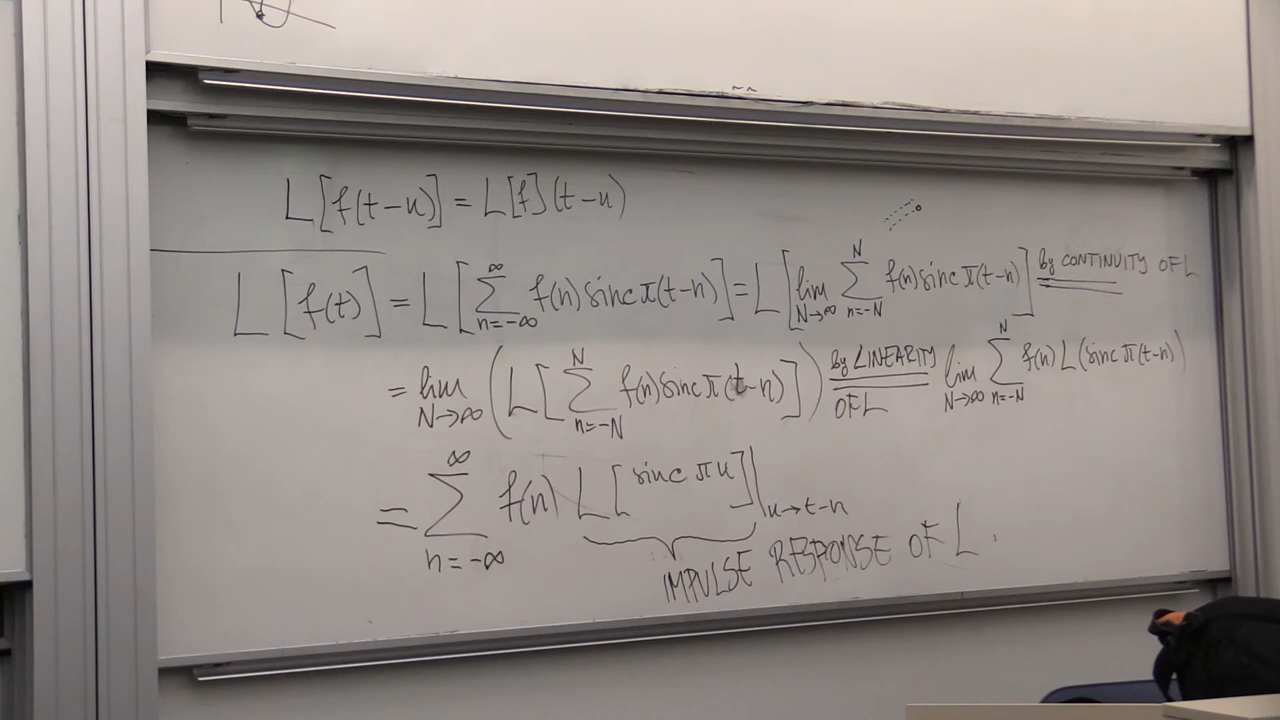 L[f(t-u)] = L[f](t-u)
L[f(t)] = L[∑_{n=-∞}^{∞} f(n) sinc π(t-n)] = L[lim_{N→∞} ∑_{n=-N}^{N} f(n) sinc π(t-n)] by CONTINUITY OF L
= lim_{N→∞} (L[∑_{n=-N}^{N} f(n) sinc π(t-n)]) by LINEARITY OF L lim_{N→∞} ∑_{n=-N}^{N} f(n) L(sinc π(t-n))
= ∑_{n=-∞}^{∞} f(n) L[sinc πu]|_{u→t-n}
IMPULSE RESPONSE OF L.